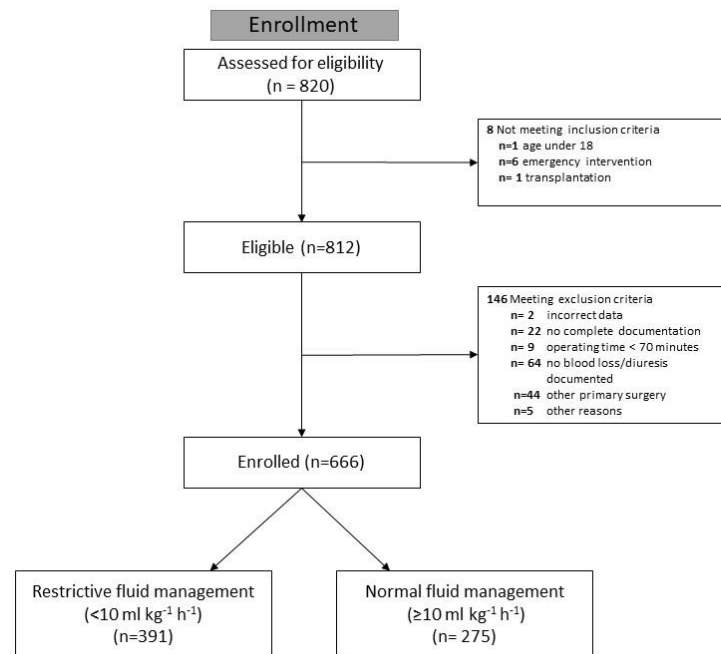 Enrollment
Assessed for eligibility
(n = 820)
8 Not meeting inclusion criteria
n=1 age under 18
n=6 emergency intervention
n= 1 transplantation
Eligible (n=812)
146 Meeting exclusion criteria
n= 2 incorrect data
n= 22 no complete documentation
n= 9 operating time < 70 minutes
n= 64 no blood loss/diuresis
documented
n=44 other primary surgery
n=5 other reasons
Enrolled (n=666)
Restrictive fluid management
(<10 ml kg⁻¹ h⁻¹)
(n=391)
Normal fluid management
(≥10 ml kg⁻¹ h⁻¹)
(n= 275)